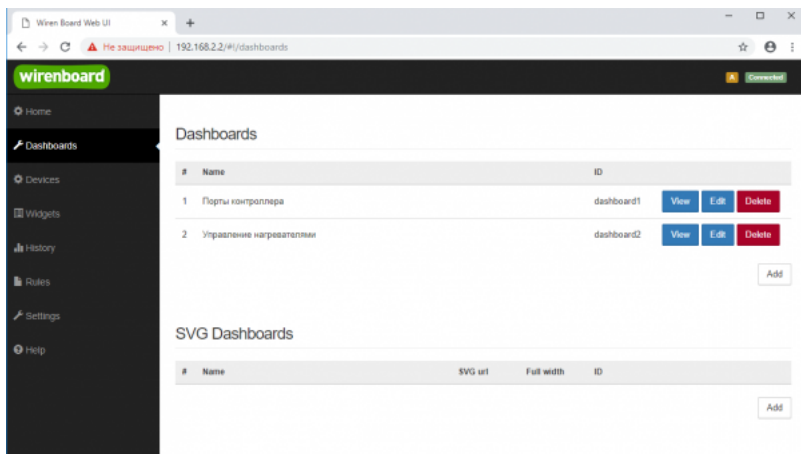 Wiren Board Web UI
Не защищено | 192.168.2.2/#!/dashboards
wirenboard
A Connected
Home
Dashboards
Devices
Widgets
History
Rules
Settings
Help
Dashboards
# Name ID
1 Порты контроллера dashboard1 View Edit Delete
2 Управление нагревателями dashboard2 View Edit Delete
Add
SVG Dashboards
# Name SVG url Full width ID
Add